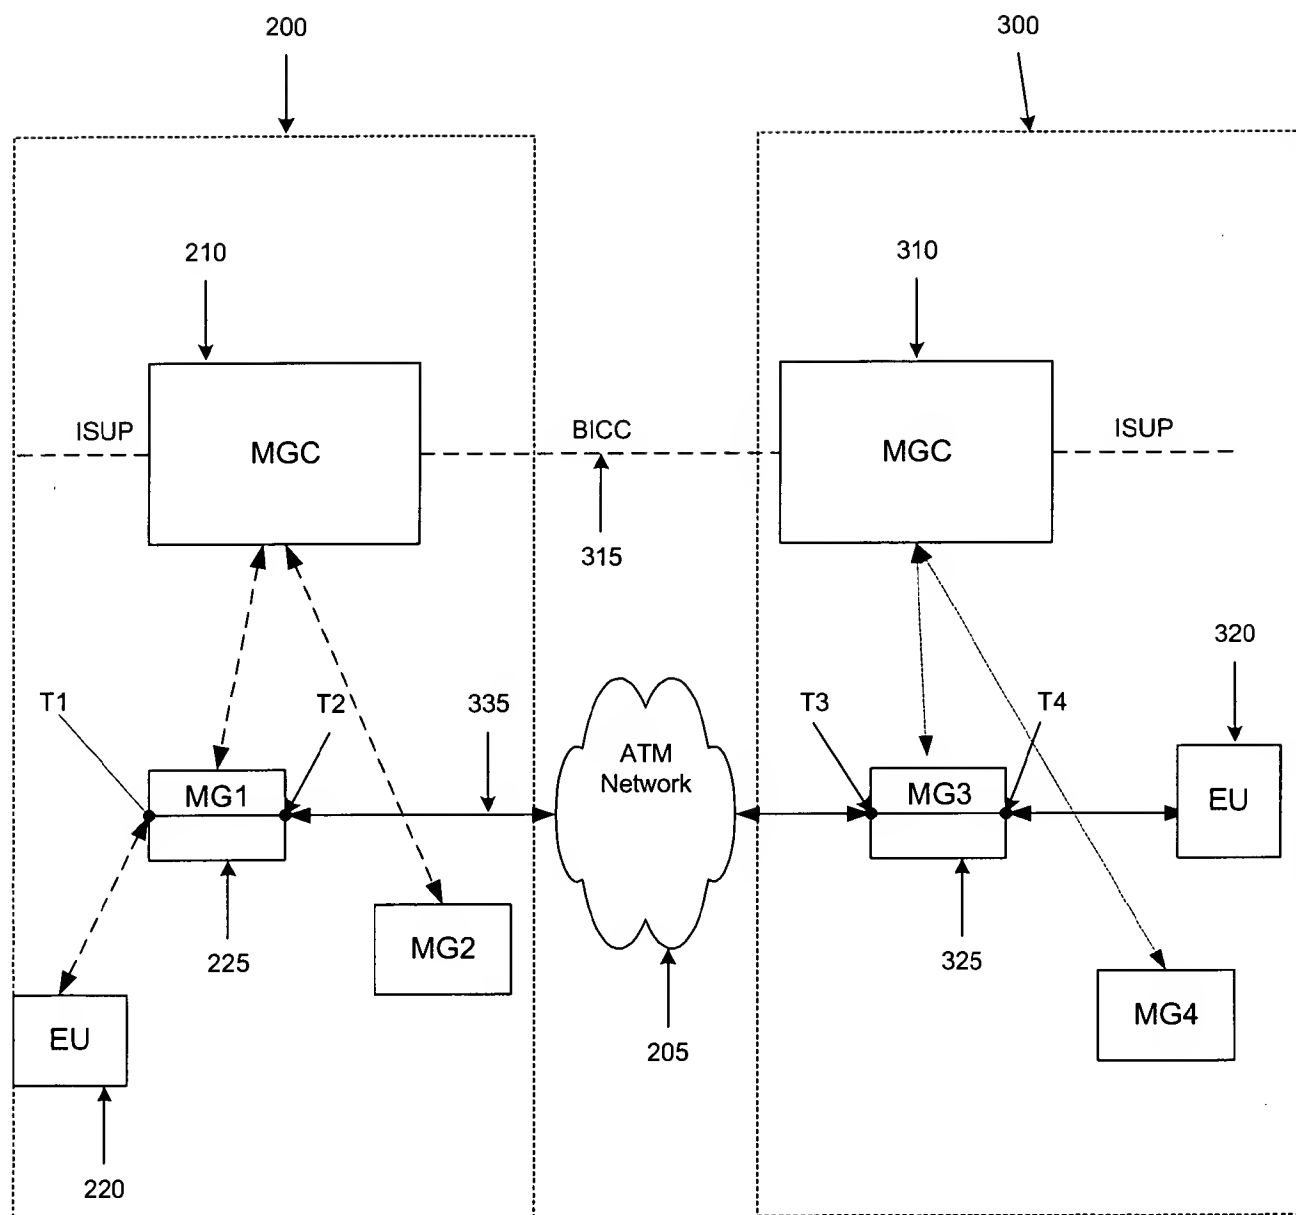 200
300
210
310
ISUP
MGC
BICC
MGC
ISUP
315
320
T1
T2
335
T3
T4
ATM
Network
MG1
MG3
EU
225
MG2
325
MG4
EU
205
220